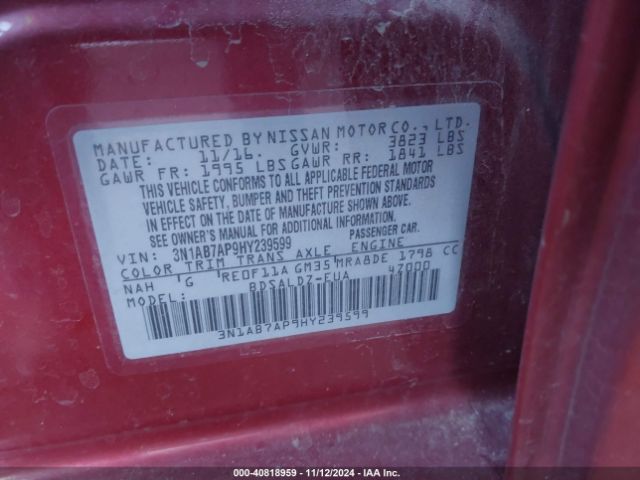 MANUFACTURED BY NISSAN MOTOR CO., LTD.
DATE: 11/16. GVWR: 3823 LBS
GAWR FR: 1995 LBS GAWR RR: 1841 LBS
THIS VEHICLE CONFORMS TO ALL APPLICABLE FEDERAL MOTOR
VEHICLE SAFETY, BUMPER AND THEFT PREVENTION STANDARDS
IN EFFECT ON THE DATE OF MANUFACTURE SHOWN ABOVE.
SEE OWNER'S MANUAL FOR ADDITIONAL INFORMATION.
VIN: 3N1AB7AP9HY239599 PASSENGER CAR.
COLOR TRIM TRANS AXLE ENGINE
NAH G RE0F11A GM35 MRA8DE 1798 CC
MODEL: BDSALDZ-EUA 4Z000
3N1AB7AP9HY239599
000-40818959 - 11/12/2024 - IAA Inc.